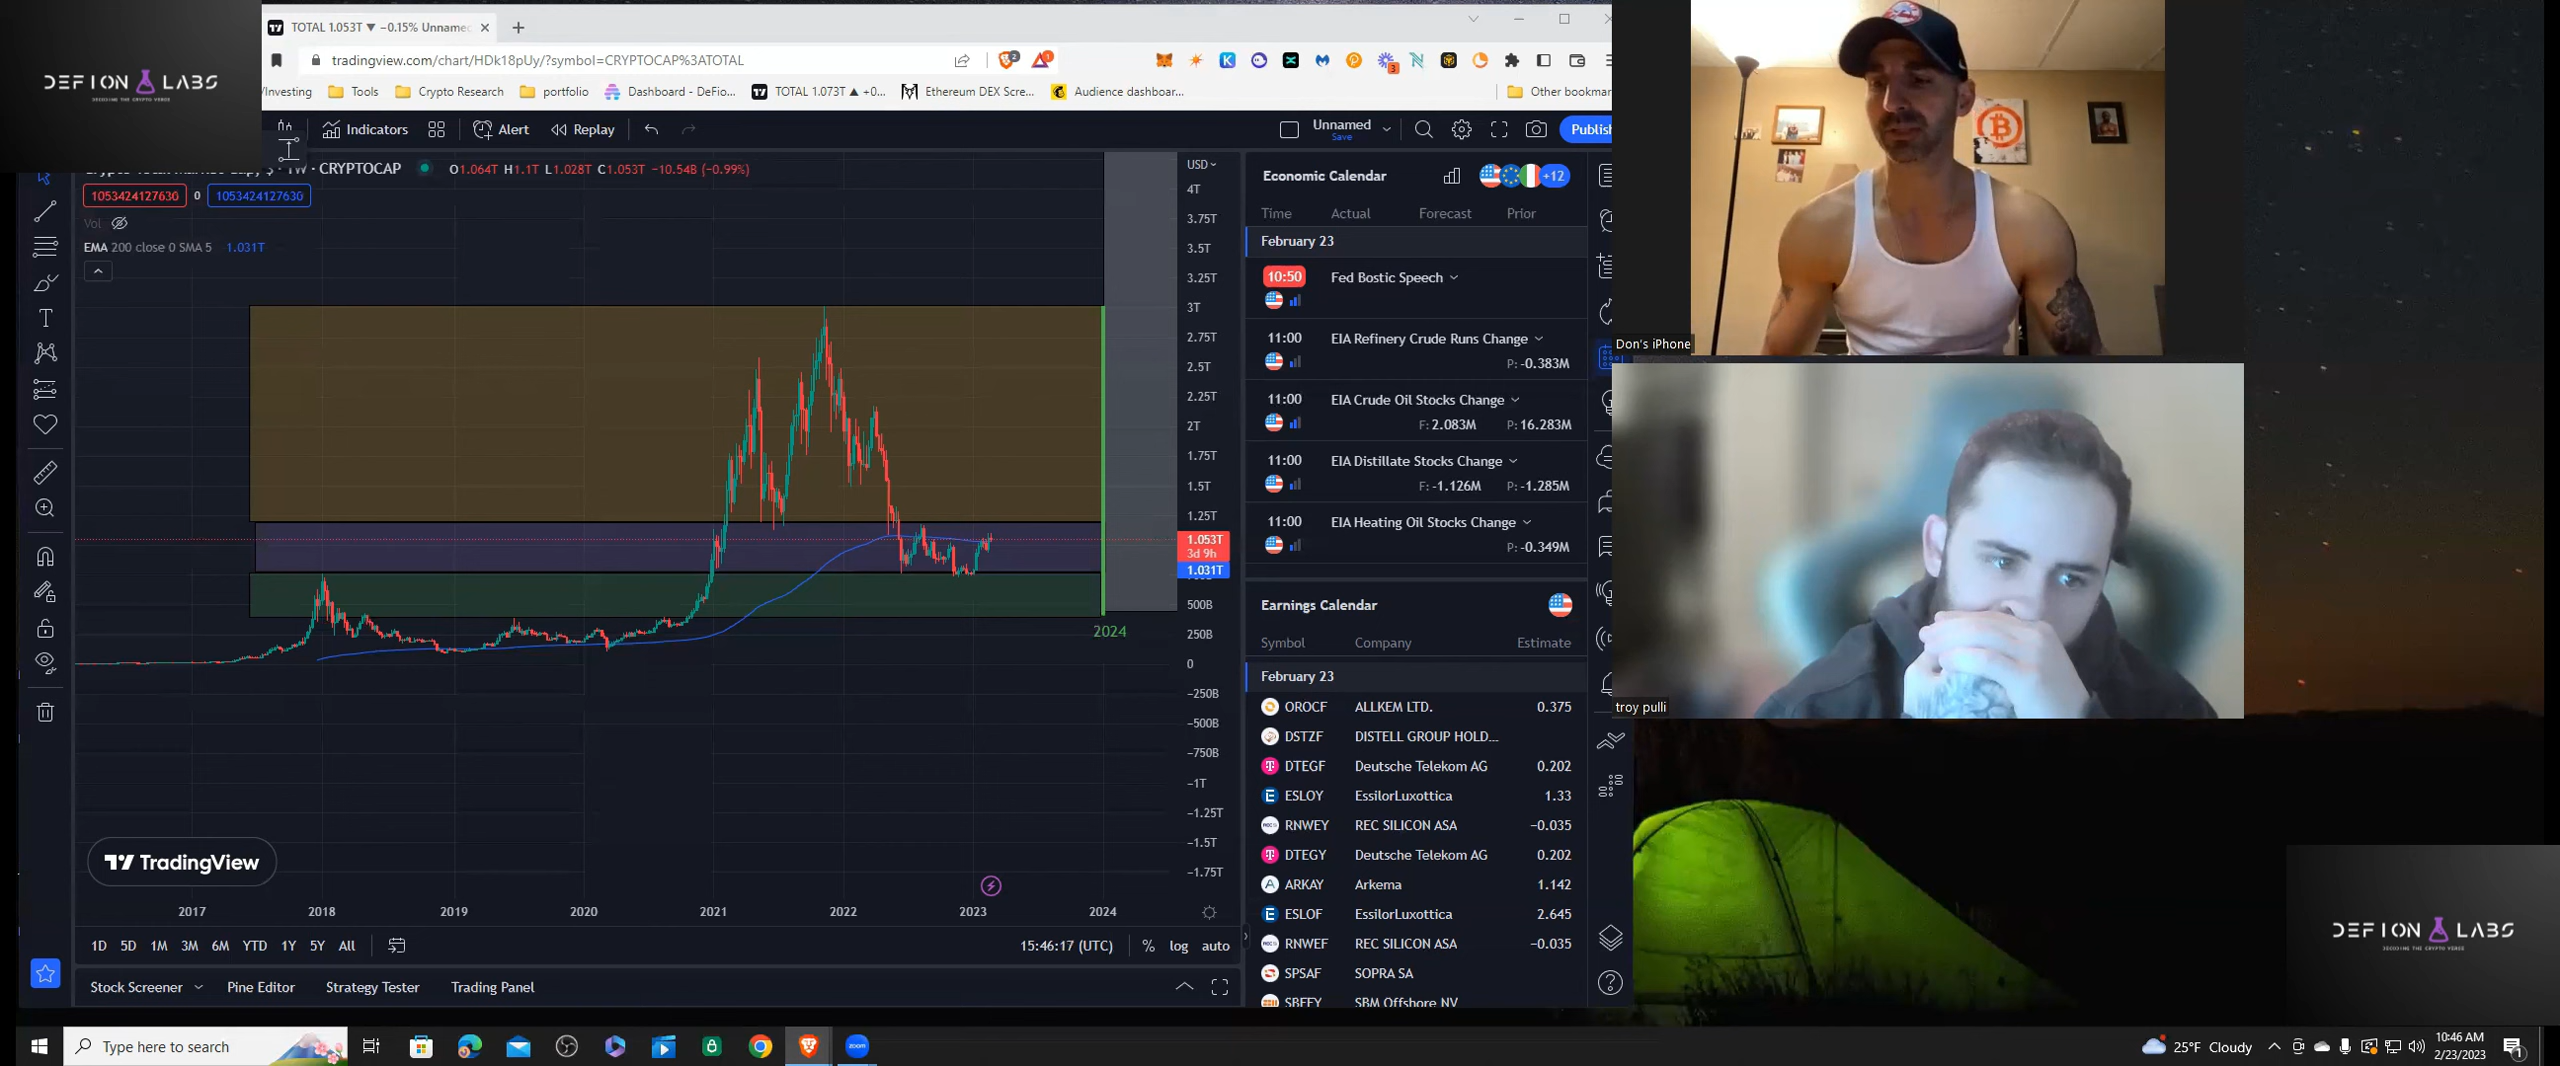 DEFION LABS
DECODING THE CRYPTO VERSE
TOTAL 1.053T ▼ −0.15% Unname
tradingview.com/chart/HDk18pUy/?symbol=CRYPTOCAP%3ATOTAL
2
1
3
/Investing
Tools
Crypto Research
portfolio
Dashboard - DeFio...
TOTAL 1.073T ▲ +0...
Ethereum DEX Scre...
Audience dashboar...
Other bookmar
Indicators
Alert
Replay
Unnamed
Save
Publish
1W · CRYPTOCAP
O1.064T H1.1T L1.028T C1.053T −10.54B (−0.99%)
1053424127630 0 1053424127630
Vol
EMA 200 close 0 SMA 5 1.031T
USD
4T
3.75T
3.5T
3.25T
3T
2.75T
2.5T
2.25T
2T
1.75T
1.5T
1.25T
1.053T
3d 9h
1.031T
500B
250B
0
−250B
−500B
−750B
−1T
−1.25T
−1.5T
−1.75T
2024
TradingView
2017 2018 2019 2020 2021 2022 2023 2024
1D 5D 1M 3M 6M YTD 1Y 5Y All
15:46:17 (UTC) % log auto
Stock Screener
Pine Editor
Strategy Tester
Trading Panel
Economic Calendar
+12
Time Actual Forecast Prior
February 23
10:50 Fed Bostic Speech
11:00 EIA Refinery Crude Runs Change
P: -0.383M
11:00 EIA Crude Oil Stocks Change
F: 2.083M P: 16.283M
11:00 EIA Distillate Stocks Change
F: -1.126M P: -1.285M
11:00 EIA Heating Oil Stocks Change
P: -0.349M
Earnings Calendar
Symbol Company Estimate
February 23
OROCF ALLKEM LTD. 0.375
DSTZF DISTELL GROUP HOLD...
DTEGF Deutsche Telekom AG 0.202
ESLOY EssilorLuxottica 1.33
RNWEY REC SILICON ASA −0.035
DTEGY Deutsche Telekom AG 0.202
ARKAY Arkema 1.142
ESLOF EssilorLuxottica 2.645
RNWEF REC SILICON ASA −0.035
SPSAF SOPRA SA
SBFFY SBM Offshore NV
Don's iPhone
troy pulli
DEFION LABS
DECODING THE CRYPTO VERSE
Type here to search
zoom
25°F Cloudy
10:46 AM
2/23/2023
1